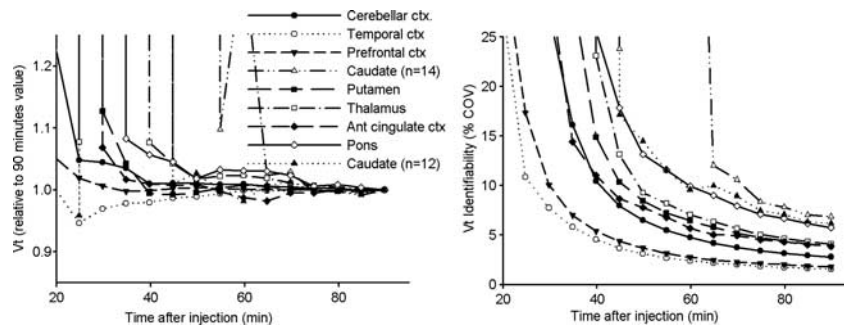 Vt (relative to 90 minutes value)
1.2
1.1
1.0
0.9
20 40 60 80
Time after injection (min)
Cerebellar ctx.
Temporal ctx
Prefrontal ctx
Caudate (n=14)
Putamen
Thalamus
Ant cingulate ctx
Pons
Caudate (n=12)
Vt Identifiability (% COV)
25
20
15
10
5
0
20 40 60 80
Time after injection (min)